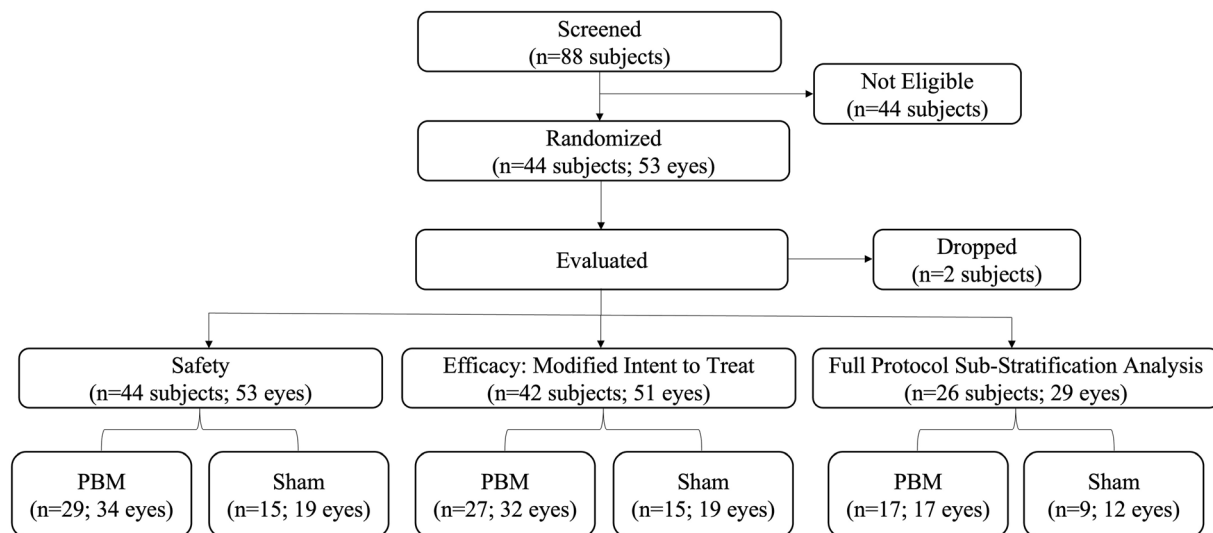 Screened
(n=88 subjects)
Not Eligible
(n=44 subjects)
Randomized
(n=44 subjects; 53 eyes)
Evaluated
Dropped
(n=2 subjects)
Safety
(n=44 subjects; 53 eyes)
Efficacy: Modified Intent to Treat
(n=42 subjects; 51 eyes)
Full Protocol Sub-Stratification Analysis
(n=26 subjects; 29 eyes)
PBM
(n=29; 34 eyes)
Sham
(n=15; 19 eyes)
PBM
(n=27; 32 eyes)
Sham
(n=15; 19 eyes)
PBM
(n=17; 17 eyes)
Sham
(n=9; 12 eyes)